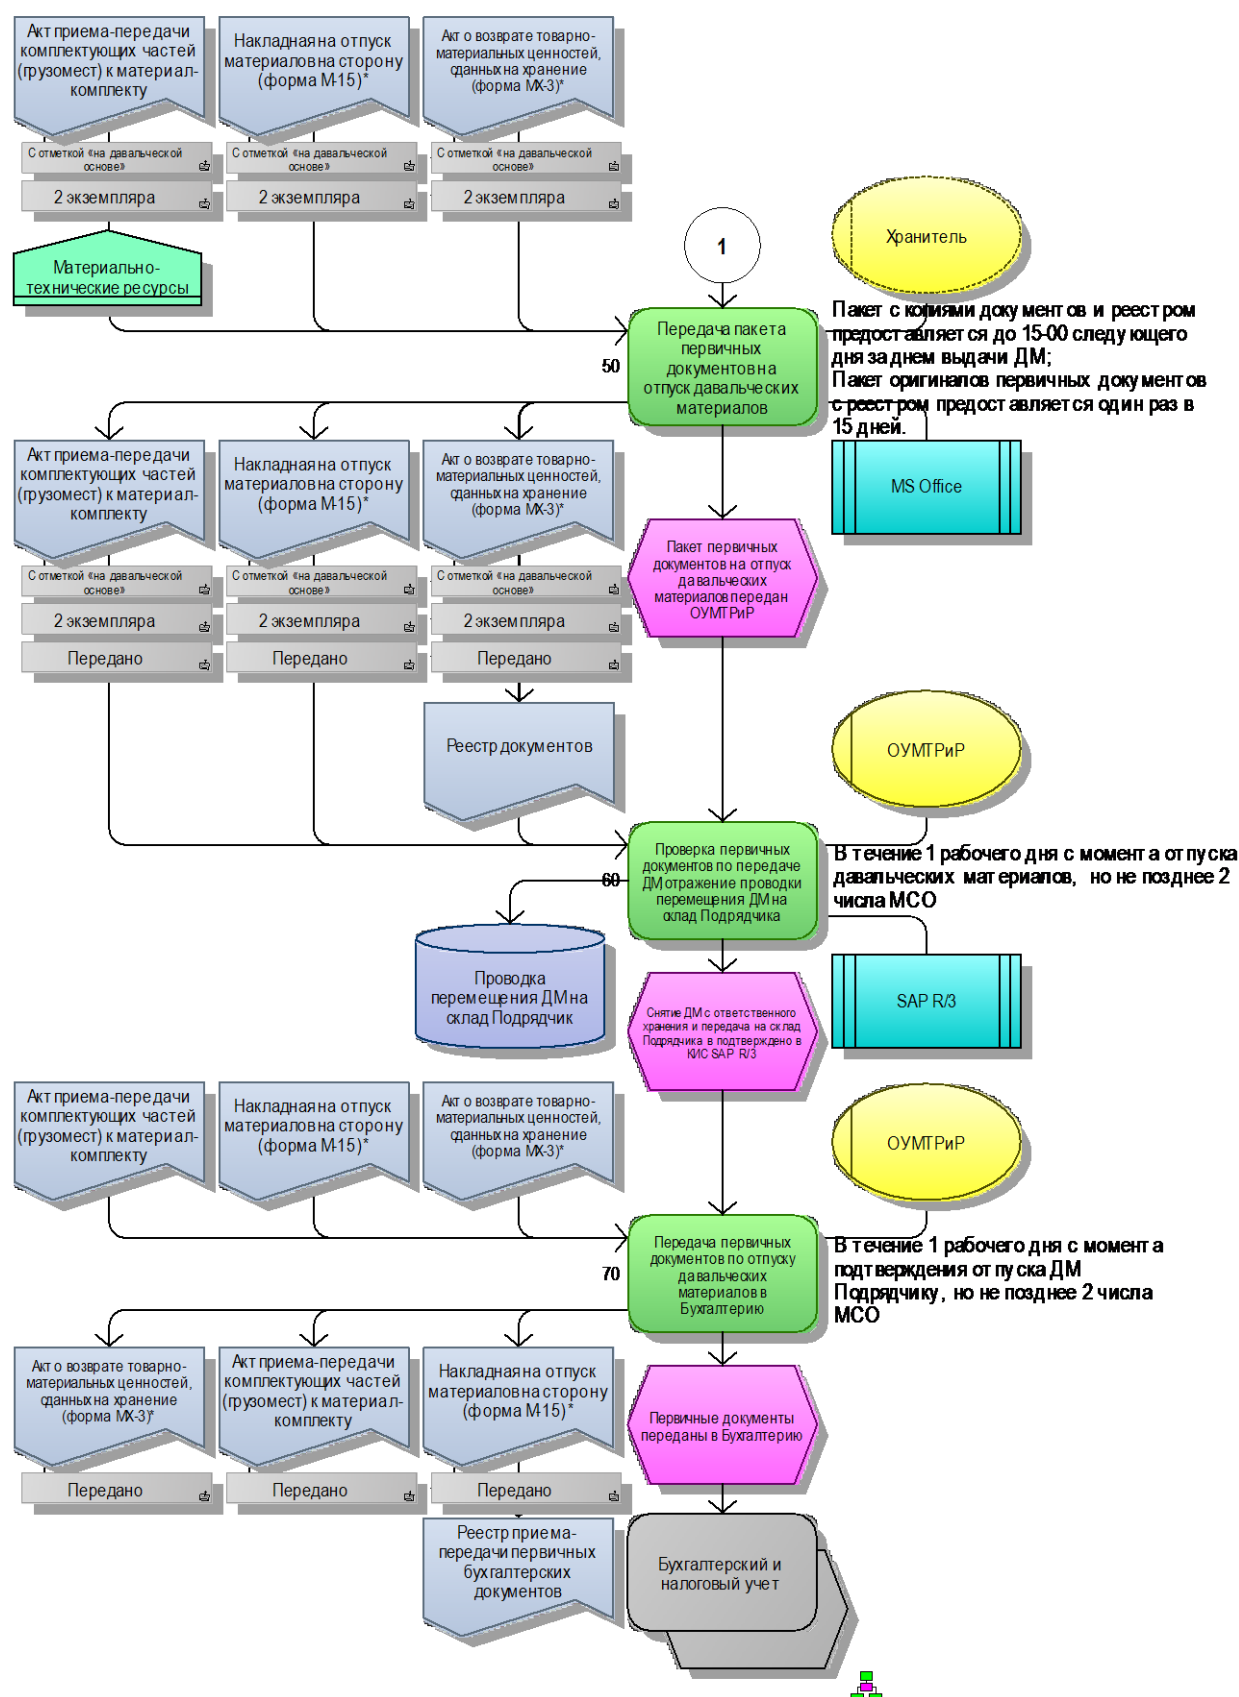 Акт приема-передачи
комплектующих частей
(грузомест) к материал-
комплекту
Накладная на отпуск
материалов на сторону
(форма М-15)*
Акт о возврате товарно-
материальных ценностей,
сданных на хранение
(форма МХ-3)*
С отметкой «на давальческой
основе»
С отметкой «на давальческой
основе»
С отметкой «на давальческой
основе»
2 экземпляра
2 экземпляра
2 экземпляра
Материально-
технические ресурсы
1
Хранитель
50
Передача пакета
первичных
документов на
отпуск давальческих
материалов
Пакет с копиями документов и реестром
предоставляется до 15-00 следующего
дня за днем выдачи ДМ;
Пакет оригиналов первичных документов
с реестром предоставляется один раз в
15 дней.
Акт приема-передачи
комплектующих частей
(грузомест) к материал-
комплекту
Накладная на отпуск
материалов на сторону
(форма М-15)*
Акт о возврате товарно-
материальных ценностей,
сданных на хранение
(форма МХ-3)*
MS Office
С отметкой «на давальческой
основе»
С отметкой «на давальческой
основе»
С отметкой «на давальческой
основе»
2 экземпляра
2 экземпляра
2 экземпляра
Передано
Передано
Передано
Пакет первичных
документов на отпуск
давальческих
материалов передан
ОУМТРиР
Реестр документов
ОУМТРиР
60
Проверка первичных
документов по передаче
ДМ отражение проводки
перемещения ДМ на
склад Подрядчика
В течение 1 рабочего дня с момента отпуска
давальческих материалов, но не позднее 2
числа МСО
Проводка
перемещения ДМ на
склад Подрядчик
Снятие ДМ с ответственного
хранения и передача на склад
Подрядчика в подтверждено в
КИС SAP R/3
SAP R/3
Акт приема-передачи
комплектующих частей
(грузомест) к материал-
комплекту
Накладная на отпуск
материалов на сторону
(форма М-15)*
Акт о возврате товарно-
материальных ценностей,
сданных на хранение
(форма МХ-3)*
ОУМТРиР
70
Передача первичных
документов по отпуску
давальческих
материалов в
Бухгалтерию
В течение 1 рабочего дня с момента
подтверждения отпуска ДМ
Подрядчику, но не позднее 2 числа
МСО
Акт о возврате товарно-
материальных ценностей,
сданных на хранение
(форма МХ-3)*
Акт приема-передачи
комплектующих частей
(грузомест) к материал-
комплекту
Накладная на отпуск
материалов на сторону
(форма М-15)*
Первичные документы
переданы в Бухгалтерию
Передано
Передано
Передано
Реестр приема-
передачи первичных
бухгалтерских
документов
Бухгалтерский и
налоговый учет